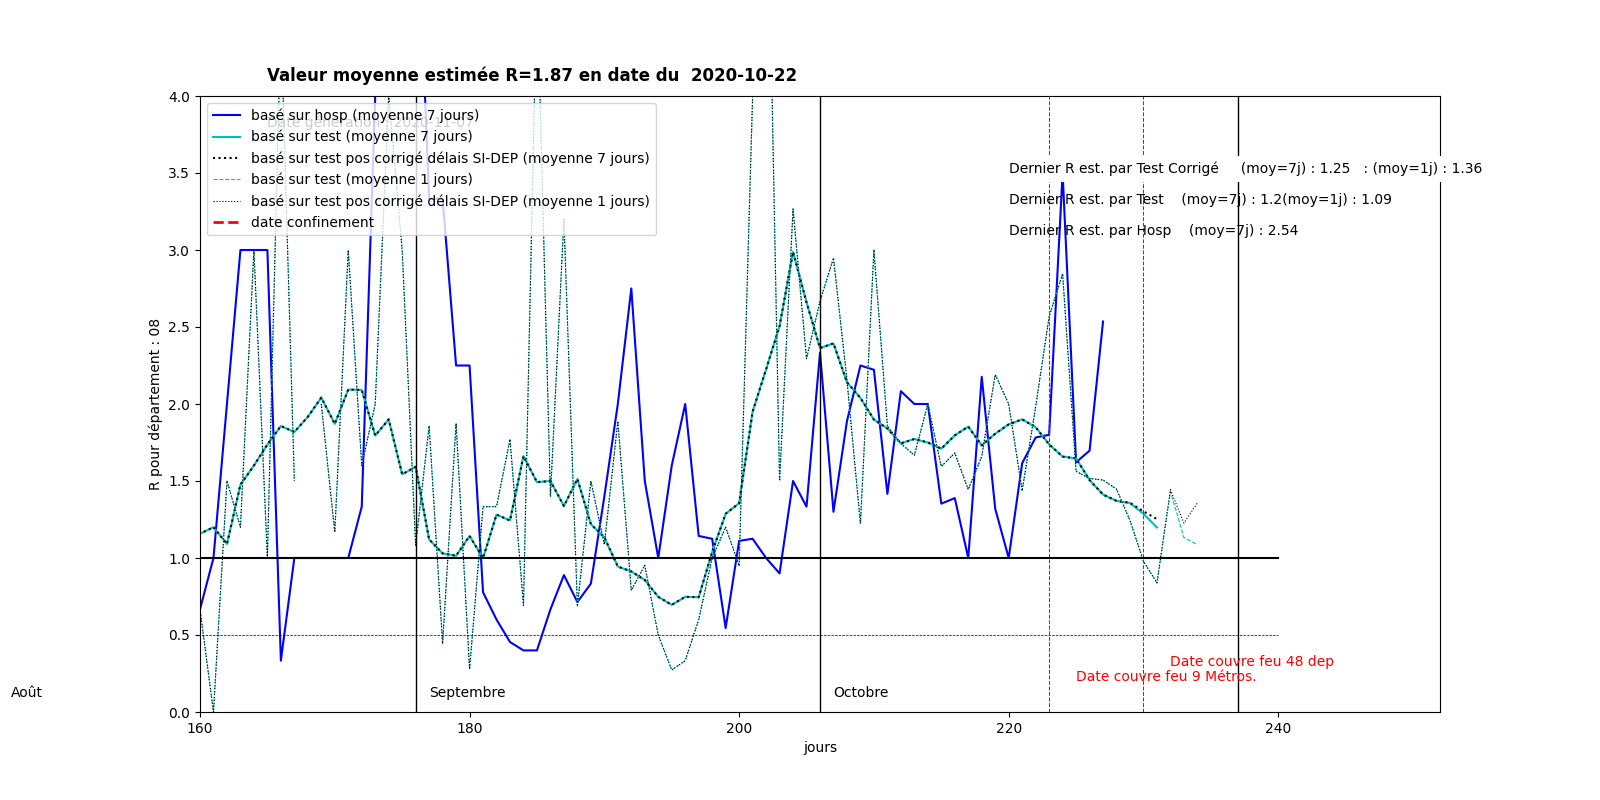 Valeur moyenne estimée R=1.87 en date du  2020-10-22
Date génération : 2020-11-07
basé sur hosp (moyenne 7 jours)
basé sur test (moyenne 7 jours)
basé sur test pos corrigé délais SI-DEP (moyenne 7 jours)
basé sur test (moyenne 1 jours)
basé sur test pos corrigé délais SI-DEP (moyenne 1 jours)
date confinement
Dernier R est. par Test Corrigé (moy=7j) : 1.25 : (moy=1j) : 1.36
Dernier R est. par Test (moy=7j) : 1.2(moy=1j) : 1.09
Dernier R est. par Hosp (moy=7j) : 2.54
4.0
3.5
3.0
2.5
2.0
1.5
1.0
0.5
0.0
R pour département : 08
Date couvre feu 48 dep
Date couvre feu 9 Métros.
Août
Septembre
Octobre
160
180
200
220
240
jours